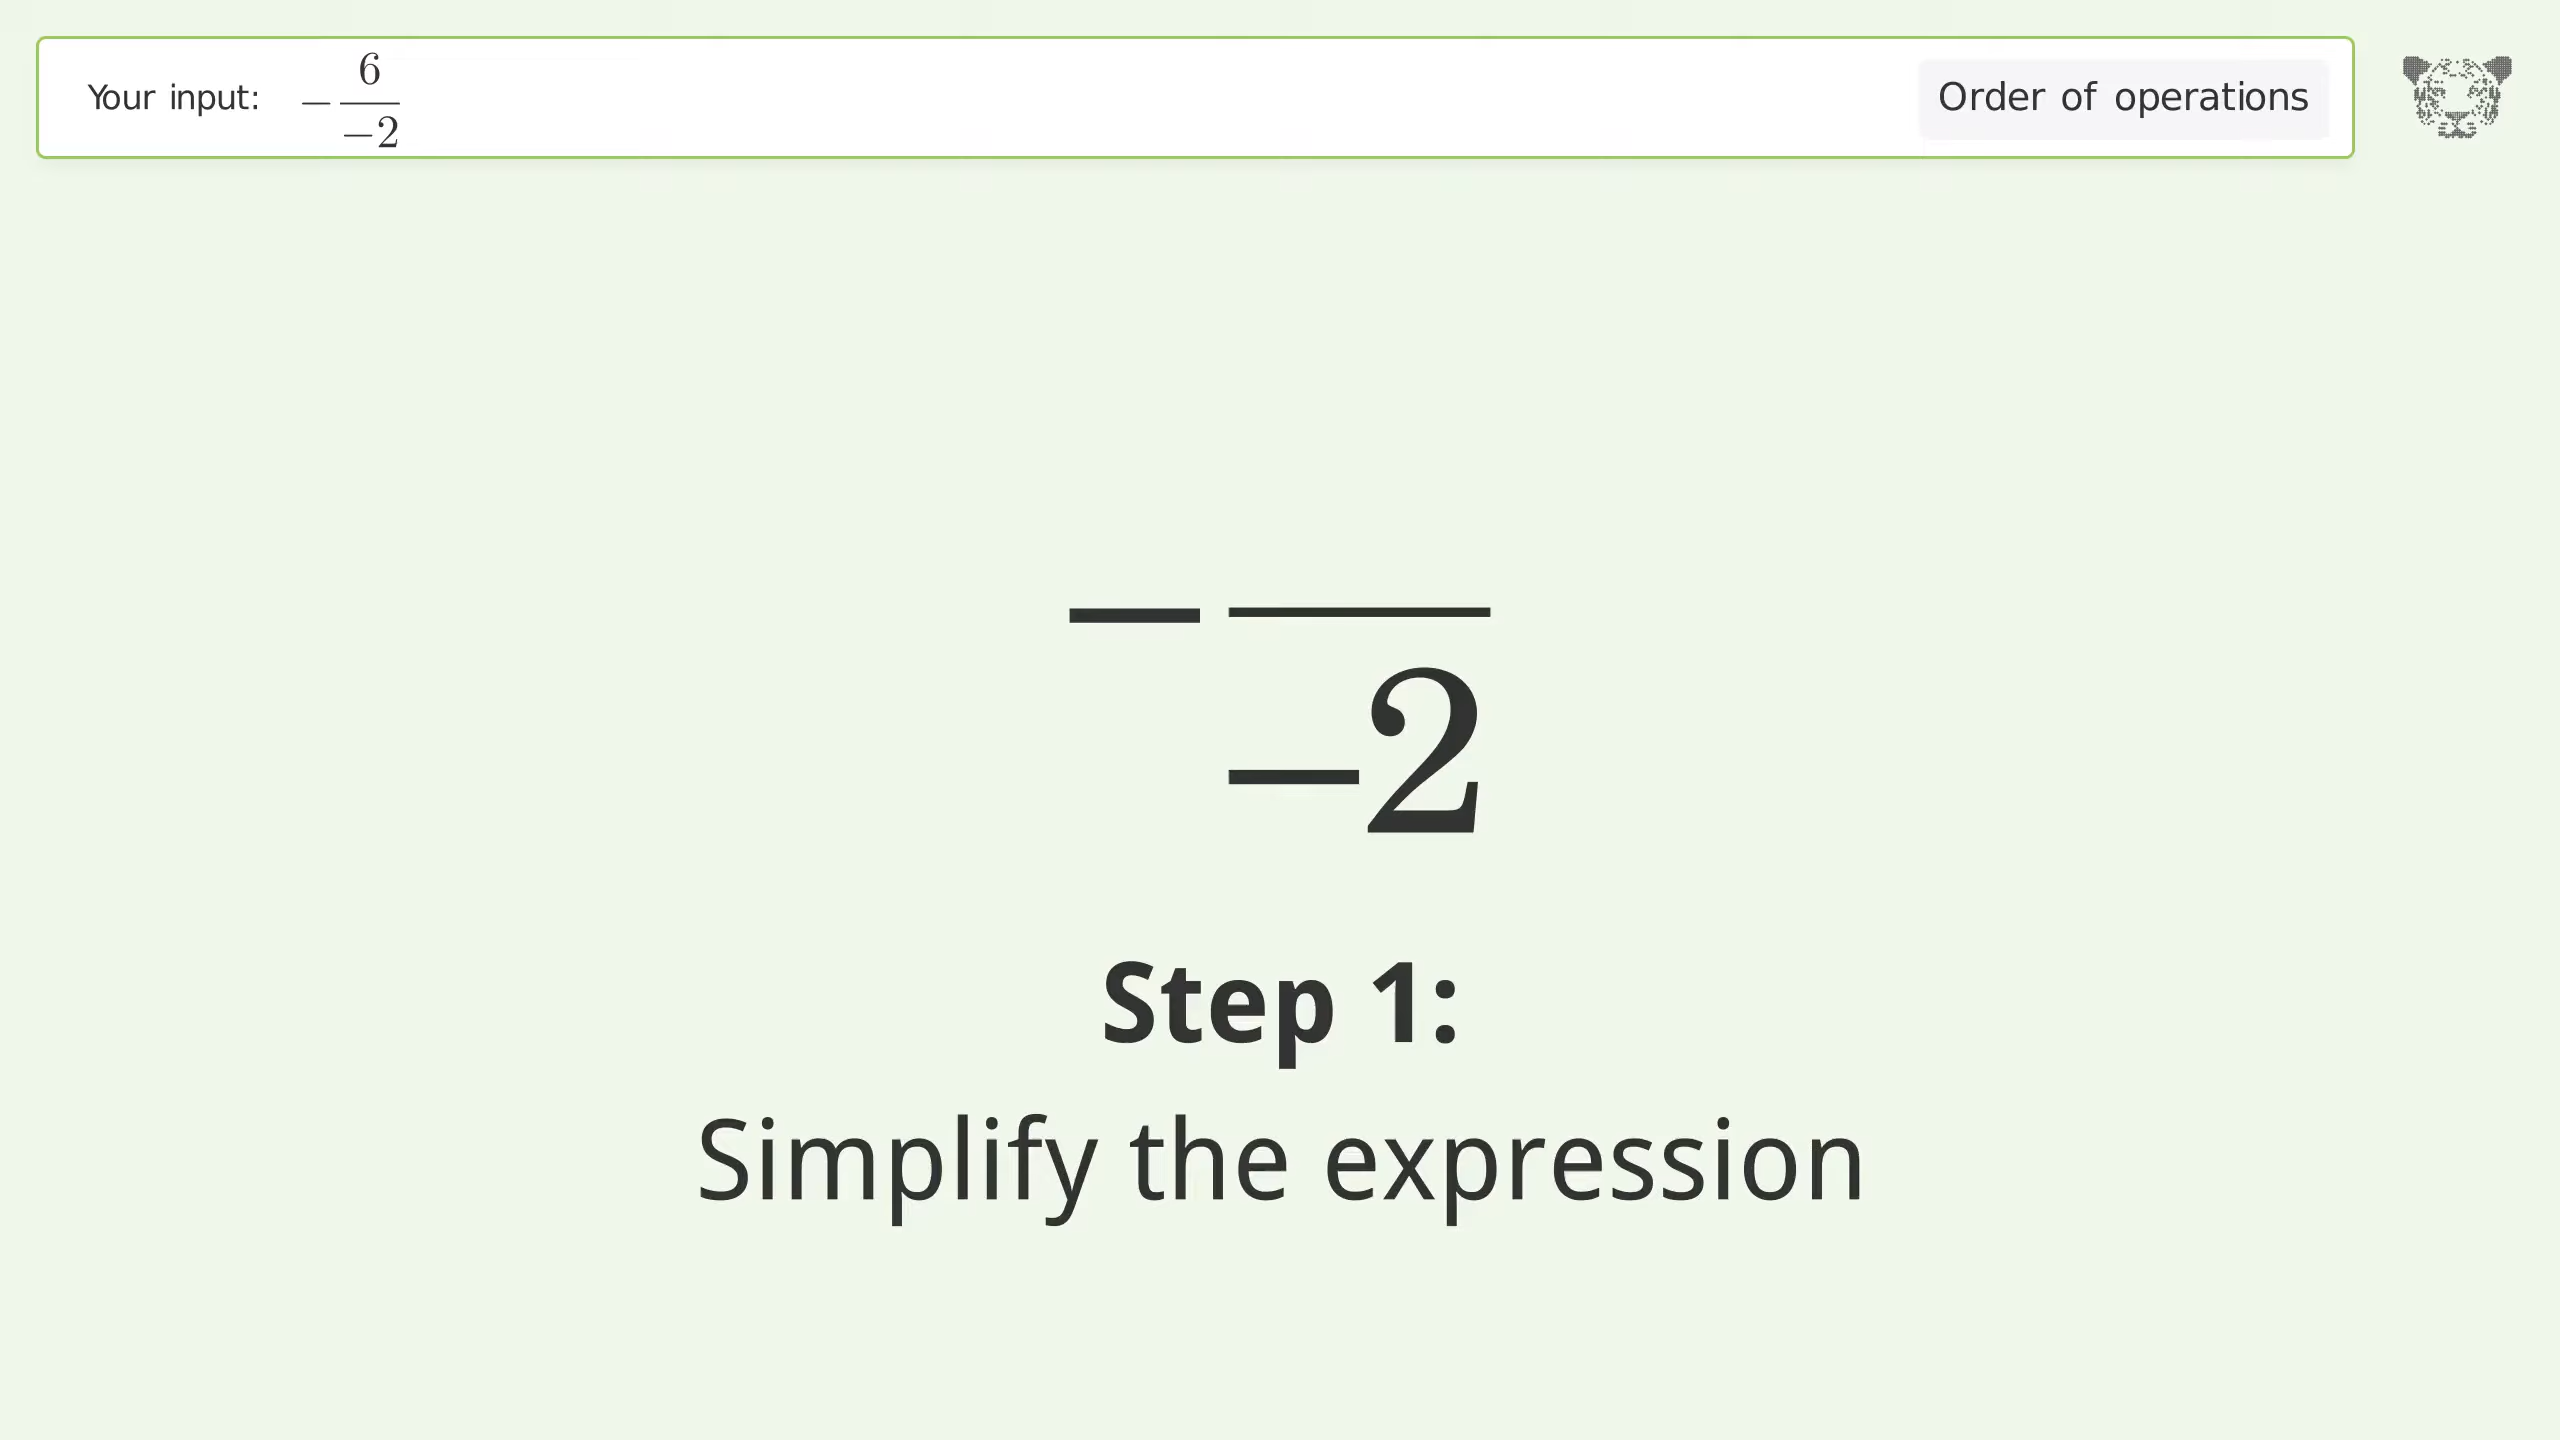 Your input: −6/−2
Order of operations
− /−2
Step 1:
Simplify the expression